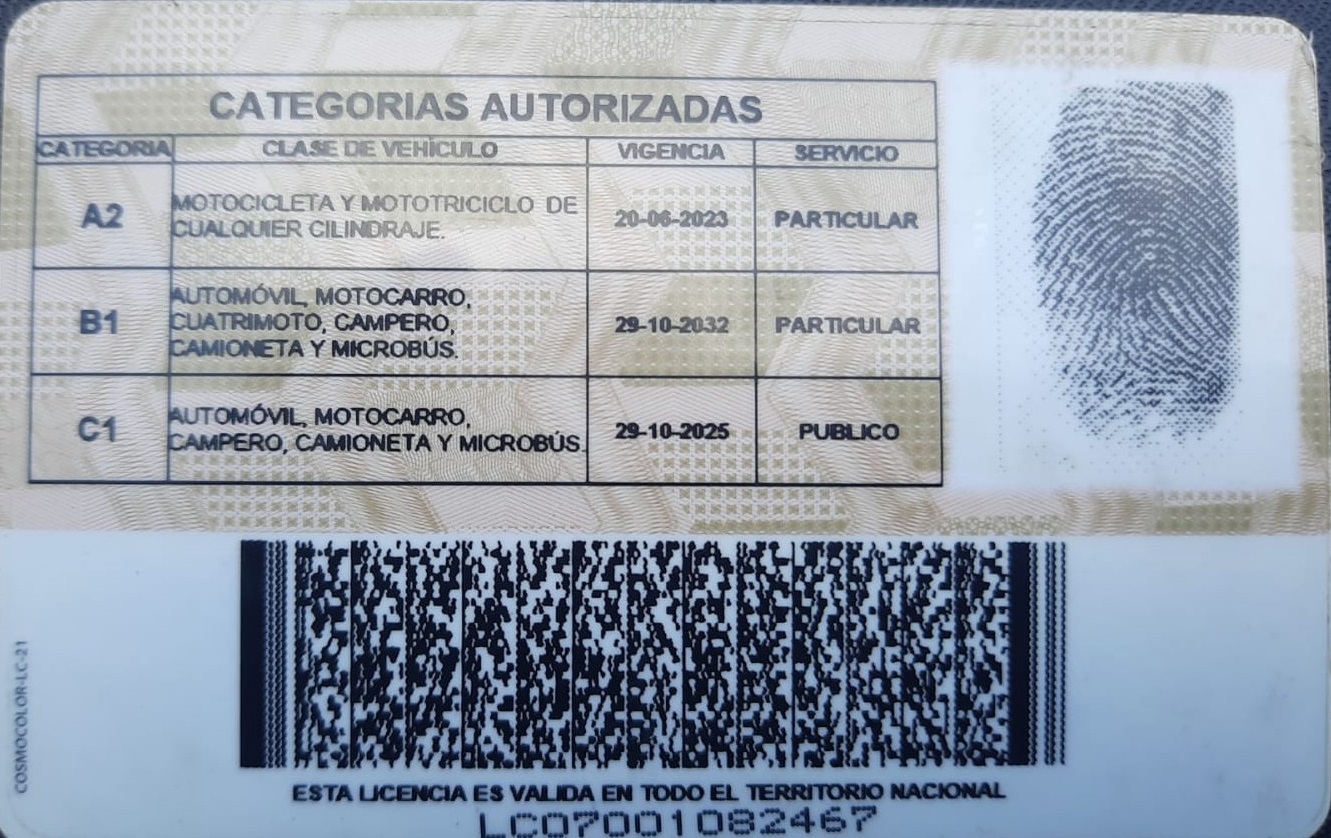 CATEGORIAS AUTORIZADAS
CATEGORIA CLASE DE VEHÍCULO VIGENCIA SERVICIO
A2 MOTOCICLETA Y MOTOTRICICLO DE CUALQUIER CILINDRAJE. 20-06-2023 PARTICULAR
B1 AUTOMÓVIL, MOTOCARRO, CUATRIMOTO, CAMPERO, CAMIONETA Y MICROBÚS. 29-10-2032 PARTICULAR
C1 AUTOMÓVIL, MOTOCARRO, CAMPERO, CAMIONETA Y MICROBÚS. 29-10-2025 PUBLICO
COSMOCOLOR-LC-21
ESTA LICENCIA ES VALIDA EN TODO EL TERRITORIO NACIONAL
LC07001082467